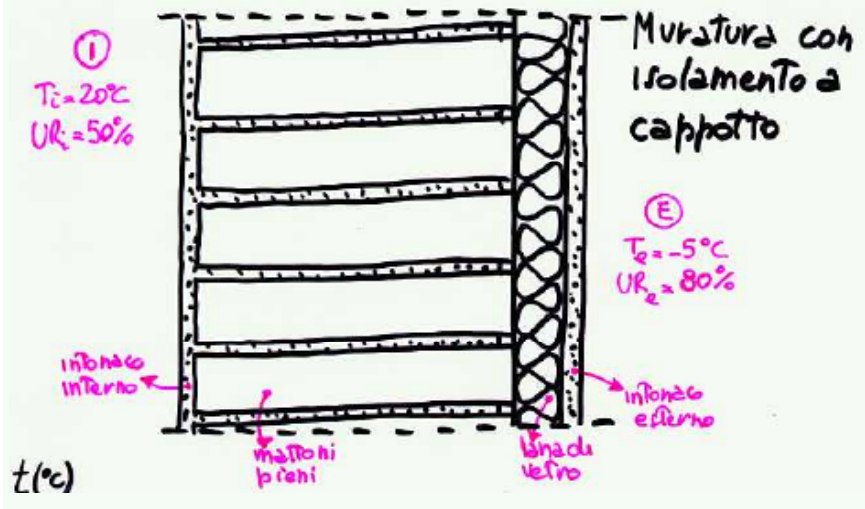 Muratura con
isolamento a
cappotto
I
Ti=20°C
URi=50%
E
Te=-5°C
URe=80%
intonaco
interno
mattoni
pieni
lana di
vetro
intonaco
esterno
t(°C)